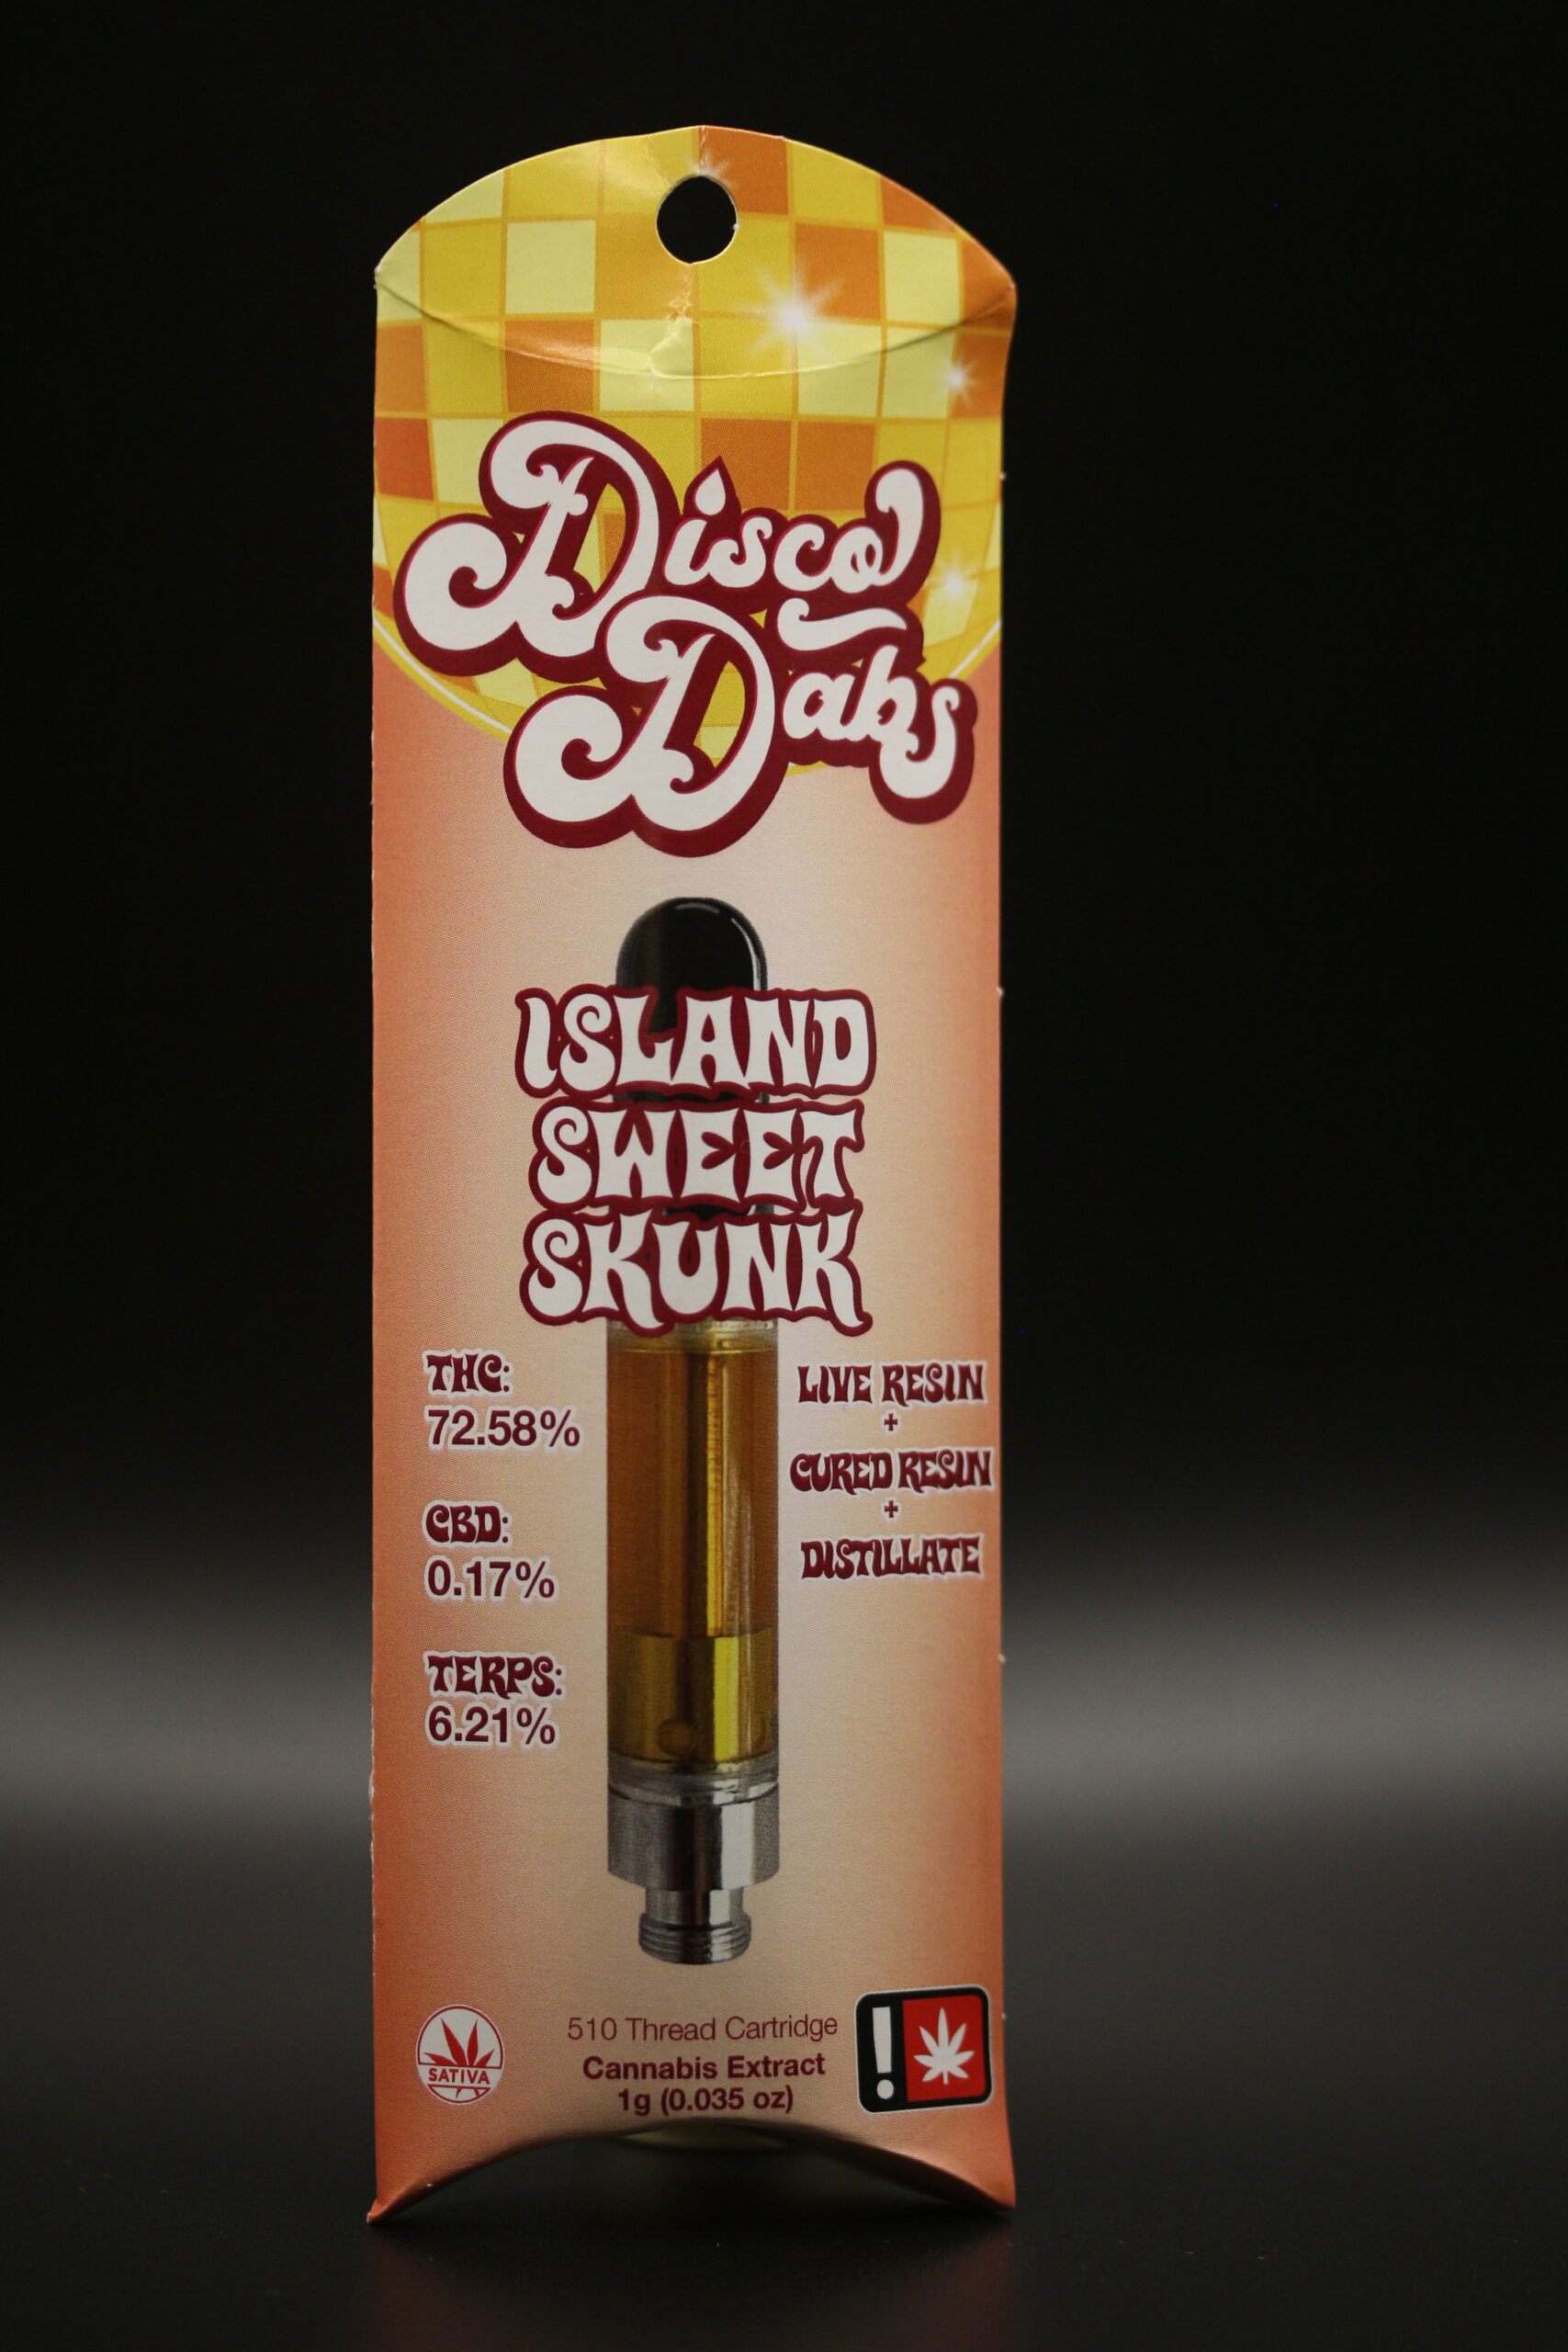 Disco
Dabs
ISLAND
SWEET
SKUNK
THC:
72.58%
CBD:
0.17%
TERPS:
6.21%
LIVE RESIN
+
CURED RESIN
+
DISTILLATE
SATIVA
510 Thread Cartridge
Cannabis Extract
1g (0.035 oz)
!